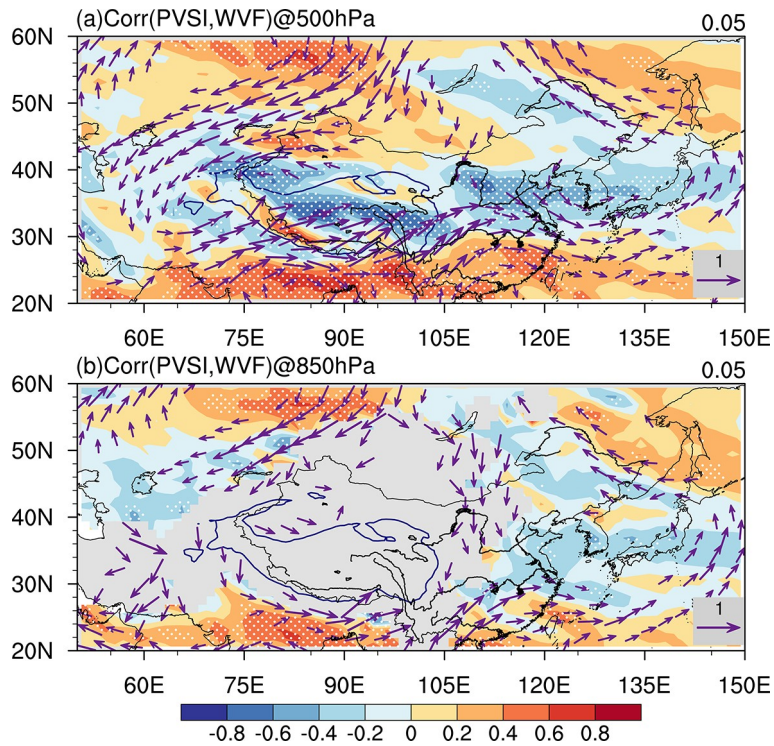 (a)Corr(PVSI,WVF)@500hPa 0.05
60N
50N
40N
30N
20N
1
60E 75E 90E 105E 120E 135E 150E
(b)Corr(PVSI,WVF)@850hPa 0.05
60N
50N
40N
30N
20N
1
60E 75E 90E 105E 120E 135E 150E
-0.8 -0.6 -0.4 -0.2 0 0.2 0.4 0.6 0.8